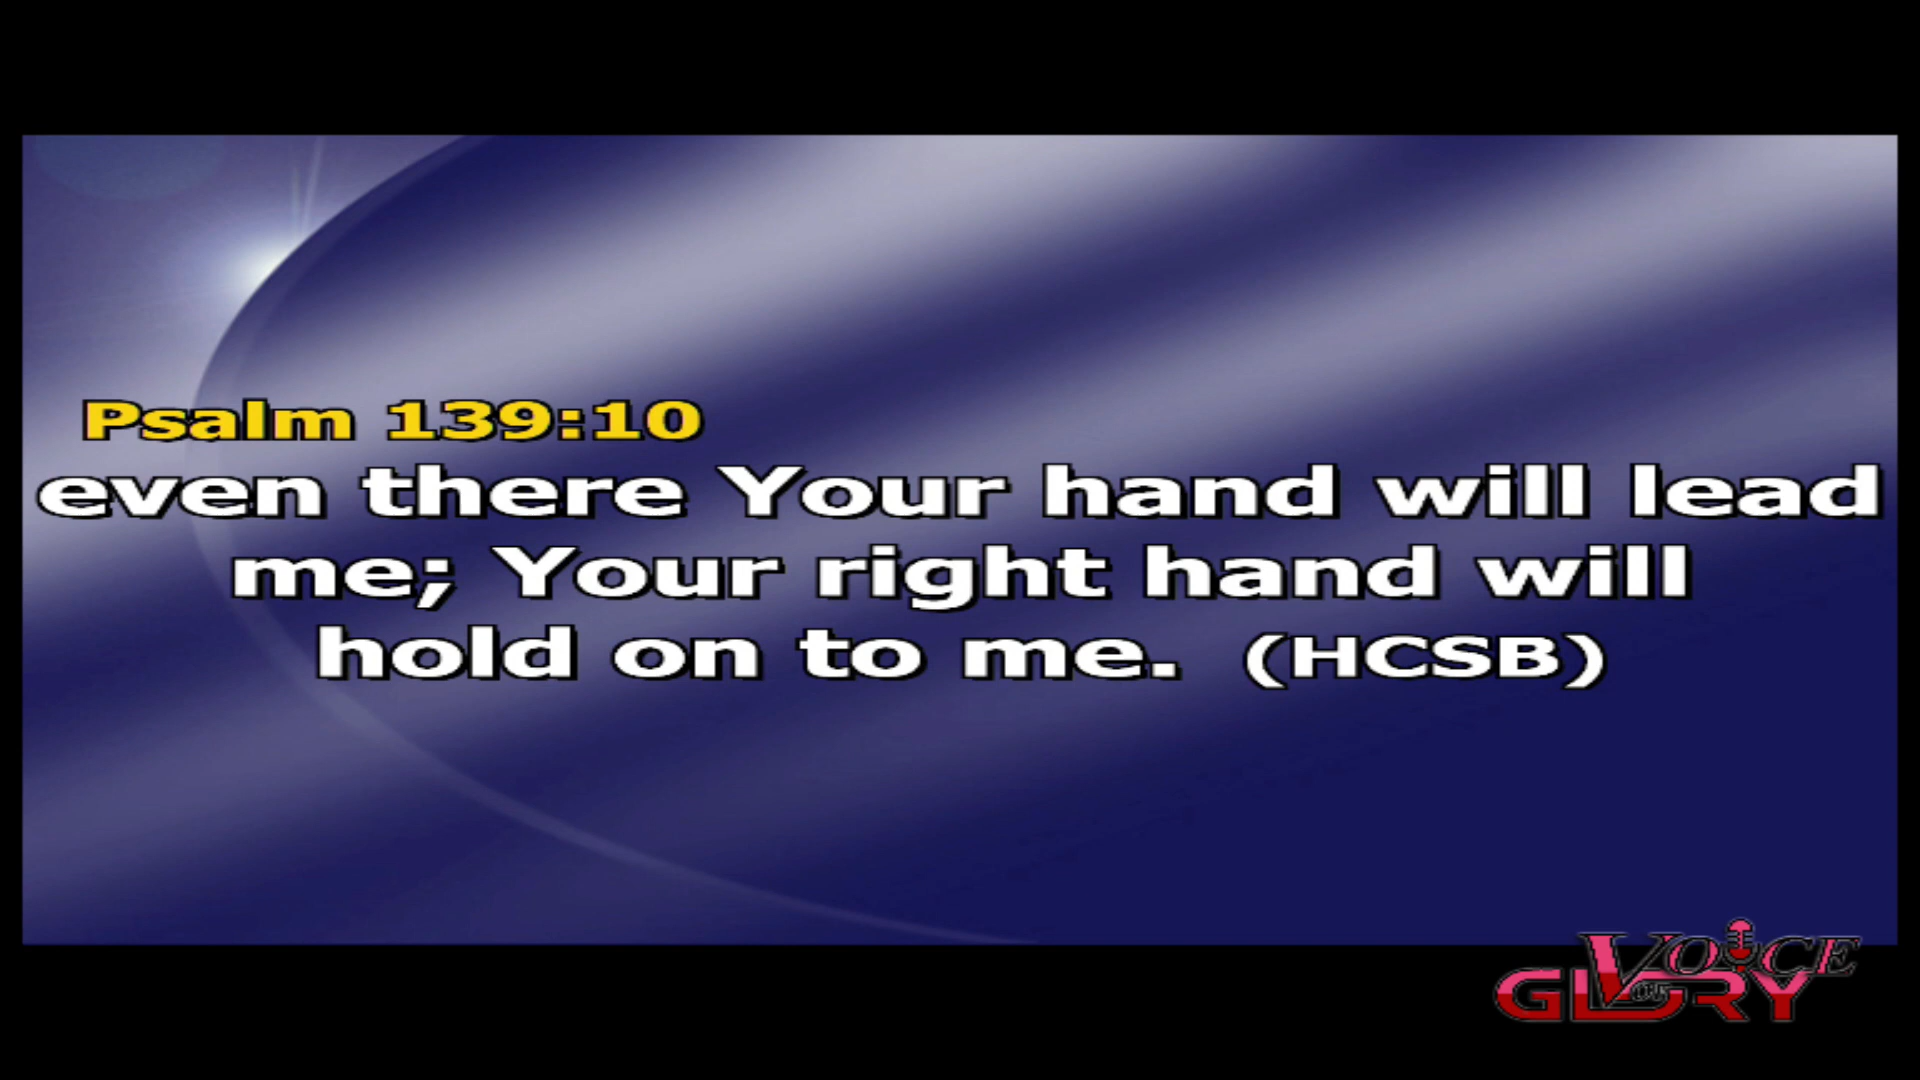 Psalm 139:10
even there Your hand will lead
me; Your right hand will
hold on to me. (HCSB)
VOICE
OF
GLORY